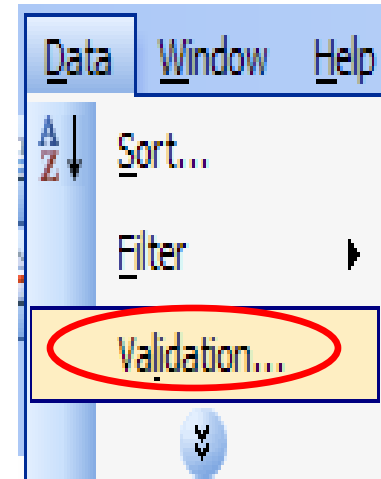 Data Window Help
A
Z
Sort...
Filter
Validation...